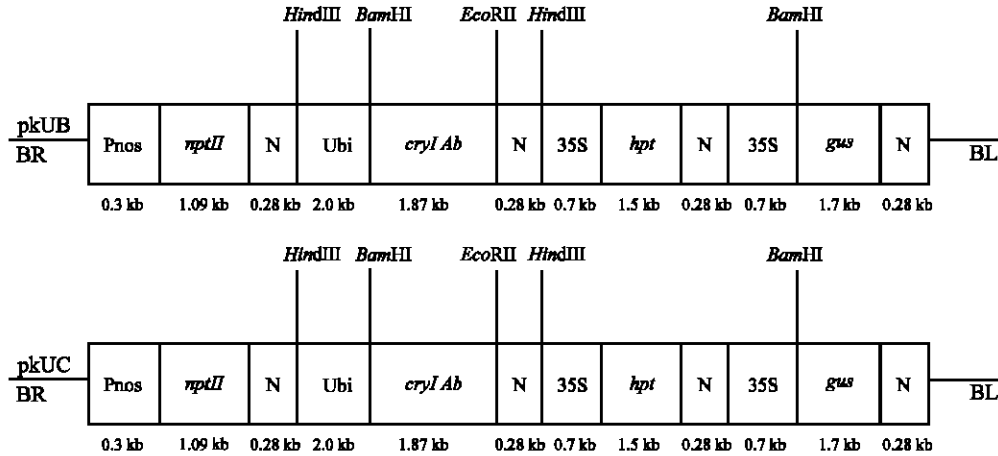 HindIII BamHI EcoRII HindIII BamHI
pkUB
BR
Pnos nptII N Ubi cryI Ab N 35S hpt N 35S gus N
BL
0.3 kb 1.09 kb 0.28 kb 2.0 kb 1.87 kb 0.28 kb 0.7 kb 1.5 kb 0.28 kb 0.7 kb 1.7 kb 0.28 kb
HindIII BamHI EcoRII HindIII BamHI
pkUC
BR
Pnos nptII N Ubi cryI Ab N 35S hpt N 35S gus N
BL
0.3 kb 1.09 kb 0.28 kb 2.0 kb 1.87 kb 0.28 kb 0.7 kb 1.5 kb 0.28 kb 0.7 kb 1.7 kb 0.28 kb